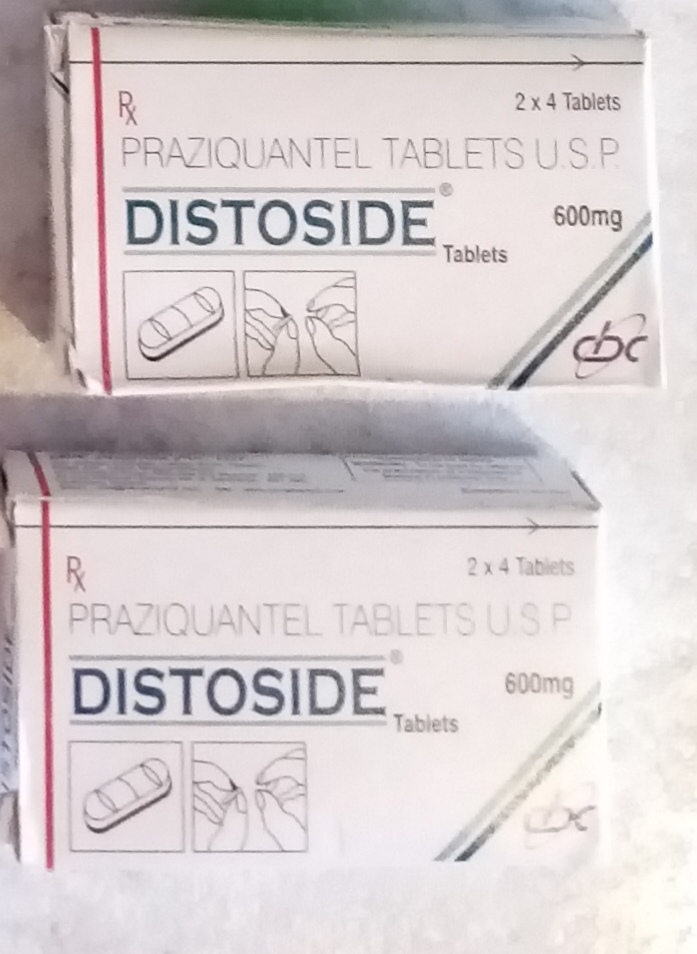 Rx
2 x 4 Tablets
PRAZIQUANTEL TABLETS U.S.P.
DISTOSIDE®
600mg
Tablets
cbc
Rx
2 x 4 Tablets
PRAZIQUANTEL TABLETS U.S.P
DISTOSIDE®
600mg
Tablets
cbc
DISTOSIDE